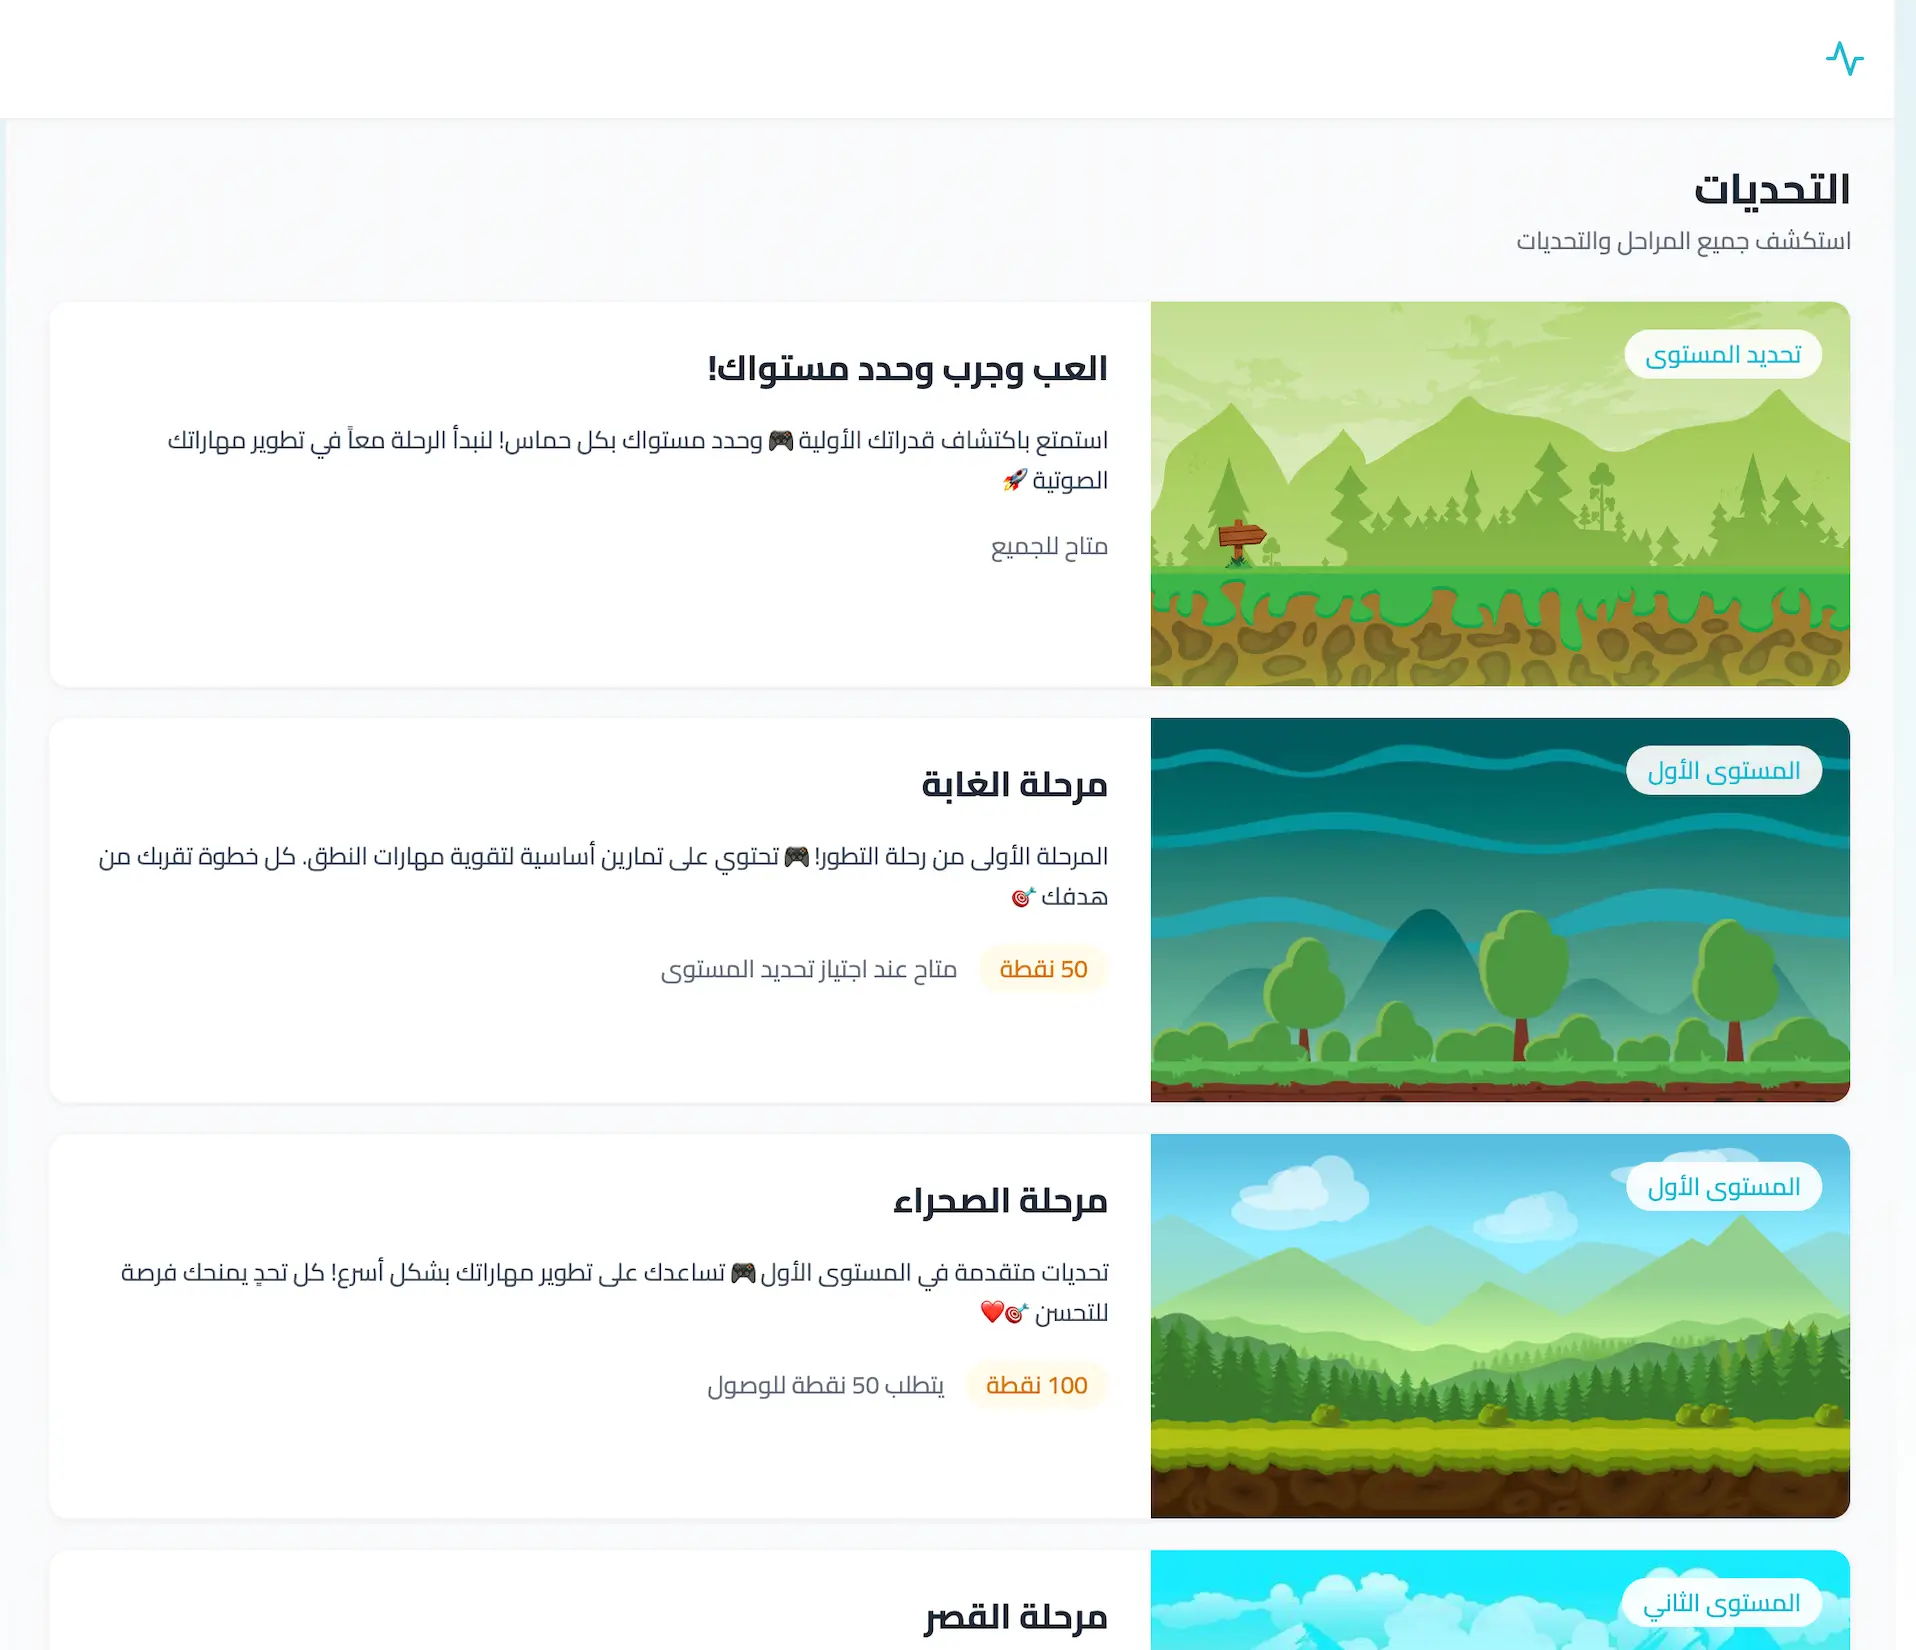 التحديات
استكشف جميع المراحل والتحديات
تحديد المستوى
العب وجرب وحدد مستواك!
استمتع باكتشاف قدراتك الأولية 🎮 وحدد مستواك بكل حماس! لنبدأ الرحلة معاً في تطوير مهاراتك
الصوتية 🚀
متاح للجميع
المستوى الأول
مرحلة الغابة
المرحلة الأولى من رحلة التطور! 🎮 تحتوي على تمارين أساسية لتقوية مهارات النطق. كل خطوة تقربك من
هدفك 🎯
50 نقطة
متاح عند اجتياز تحديد المستوى
المستوى الأول
مرحلة الصحراء
تحديات متقدمة في المستوى الأول 🎮 تساعدك على تطوير مهاراتك بشكل أسرع! كل تحدٍ يمنحك فرصة
للتحسن 🎯❤️
100 نقطة
يتطلب 50 نقطة للوصول
المستوى الثاني
مرحلة القصر